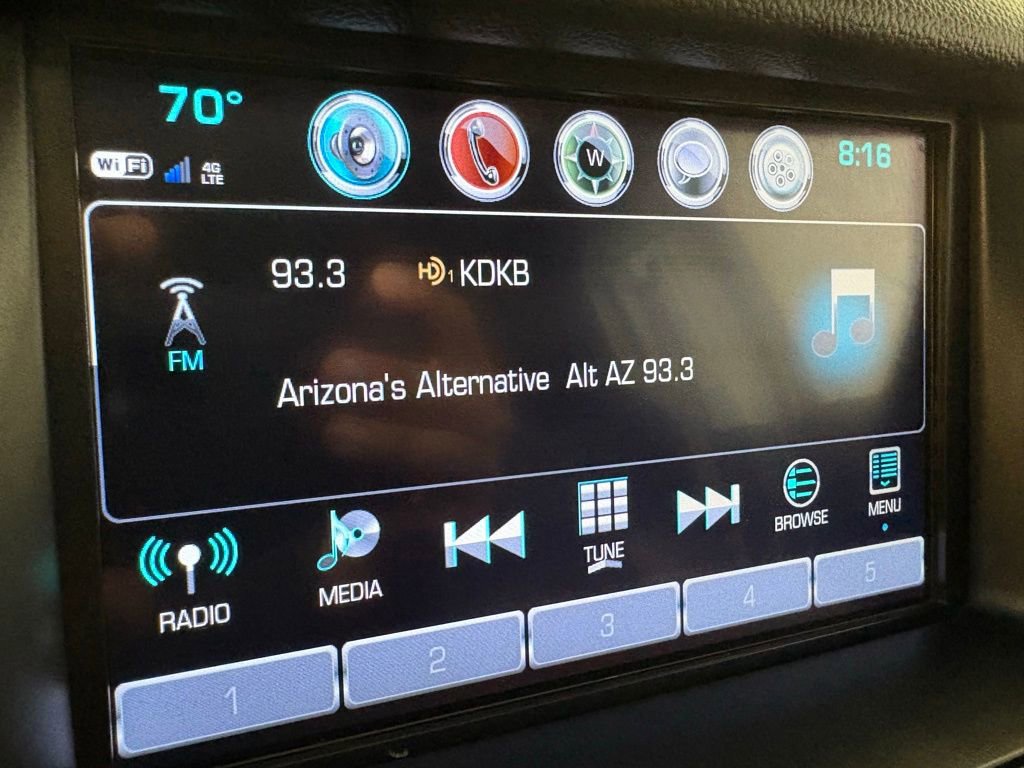 70°
WiFi
4G
LTE
W
8:16
93.3 HD1 KDKB
FM
Arizona's Alternative Alt AZ 93.3
RADIO
MEDIA
TUNE
BROWSE
MENU
1
2
3
4
5